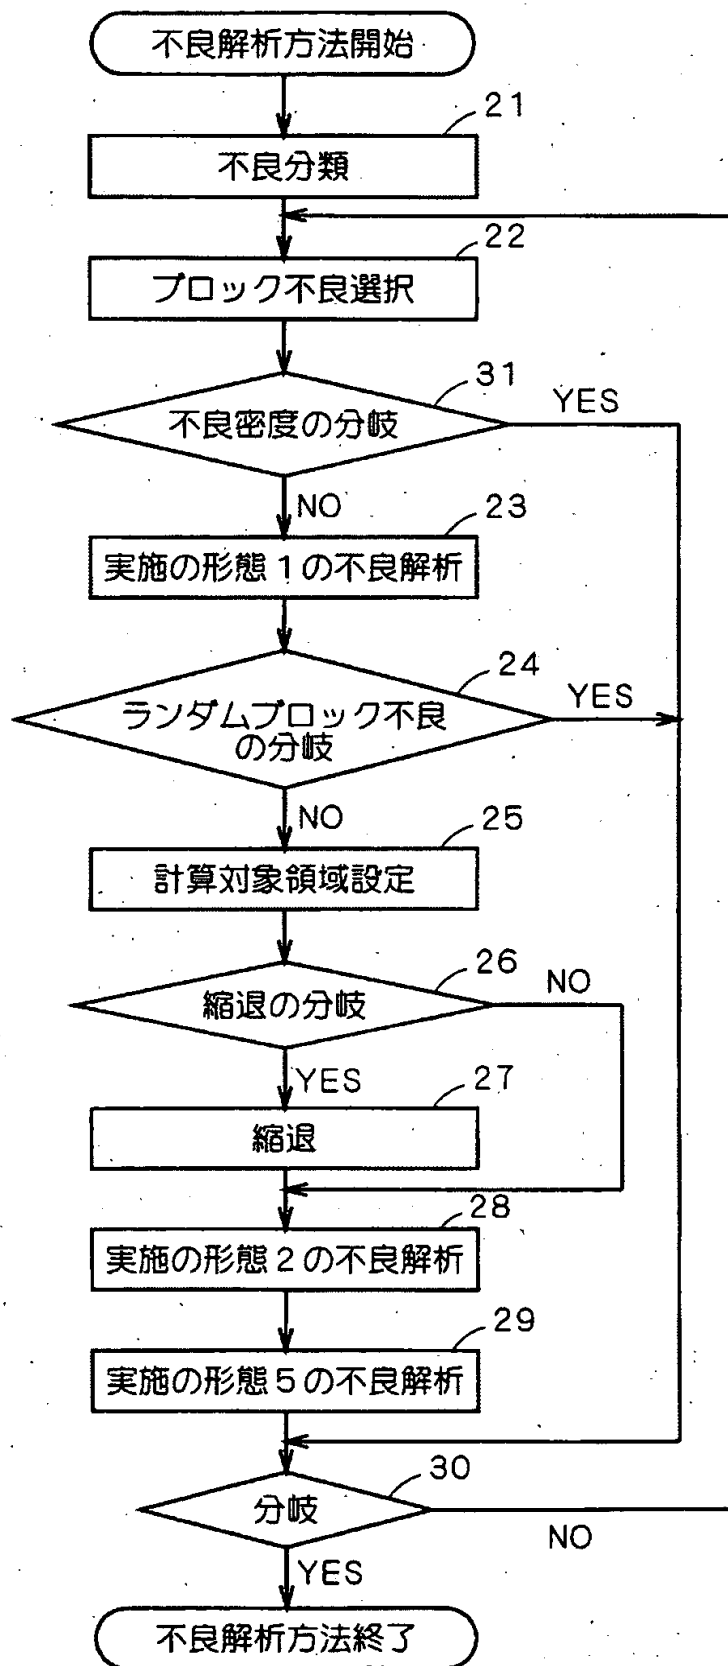 不良解析方法開始
21
不良分類
22
ブロック不良選択
31
不良密度の分岐
YES
NO
23
実施の形態1の不良解析
24
ランダムブロック不良
の分岐
YES
NO
25
計算対象領域設定
26
縮退の分岐
NO
YES
27
縮退
28
実施の形態2の不良解析
29
実施の形態5の不良解析
30
分岐
NO
YES
不良解析方法終了